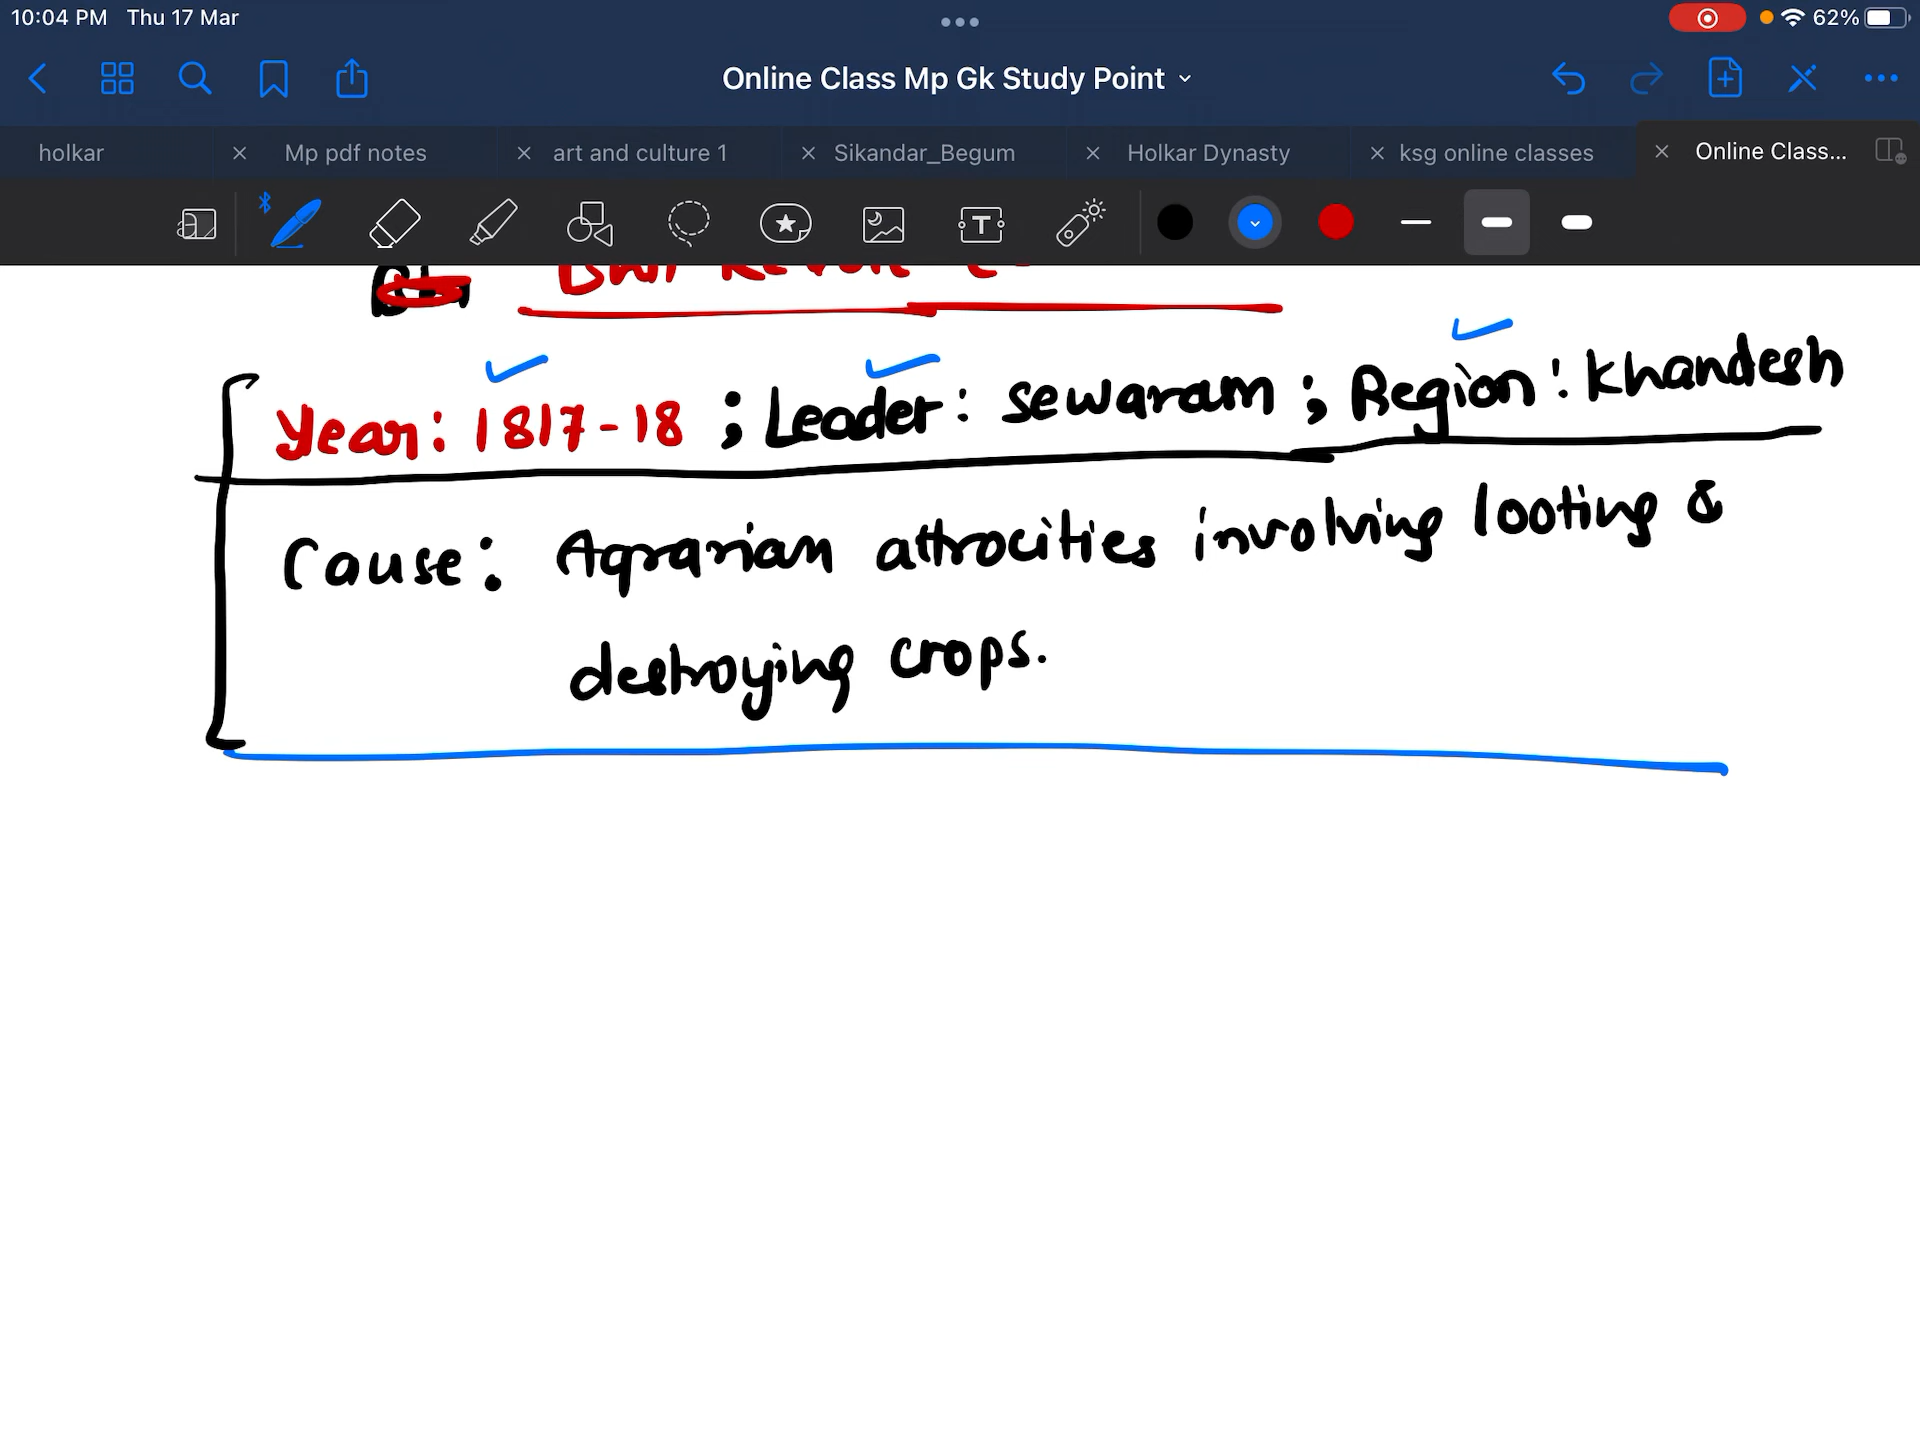 10:04 PM Thu 17 Mar
62%
Online Class Mp Gk Study Point
holkar
Mp pdf notes
art and culture 1
Sikandar_Begum
Holkar Dynasty
ksg online classes
Online Class...
Year: 1817-18 ; Leader: sewaram ; Region: Khandesh
Cause: Agrarian attrocities involving looting &
destroying crops.